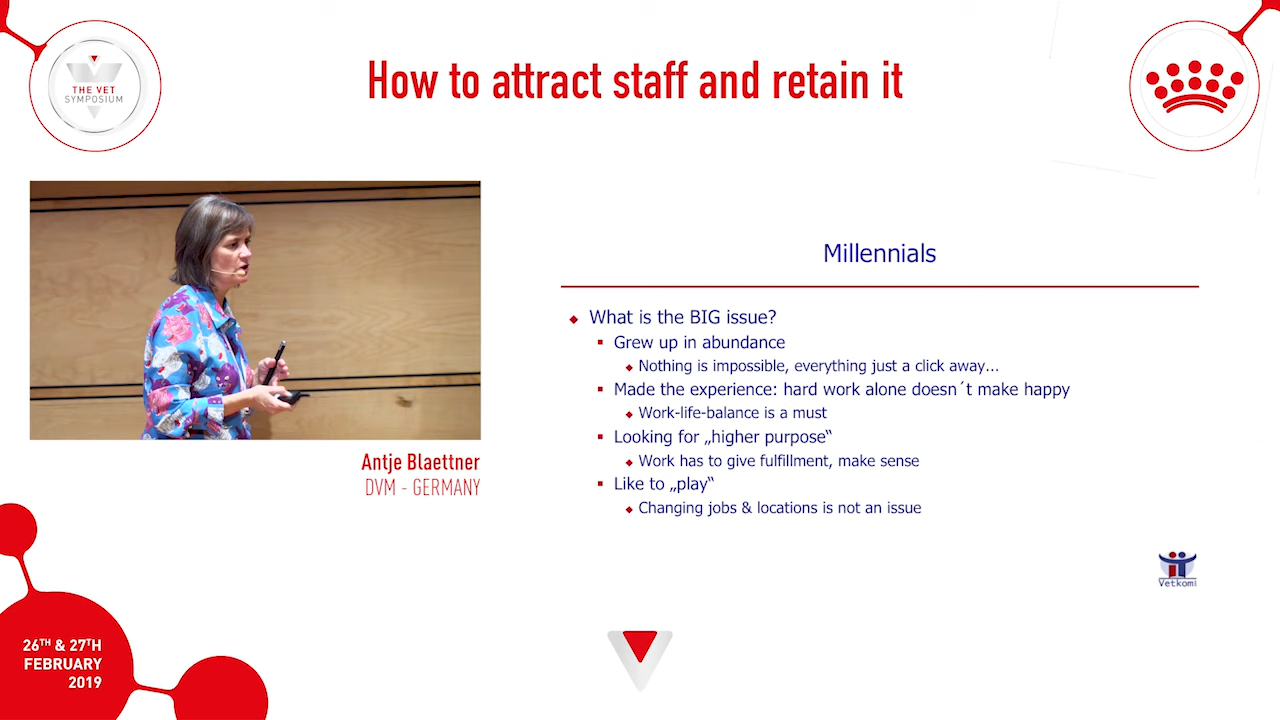 THE VET
SYMPOSIUM
How to attract staff and retain it
Antje Blaettner
DVM - GERMANY
Millennials
What is the BIG issue?
Grew up in abundance
Nothing is impossible, everything just a click away...
Made the experience: hard work alone doesn´t make happy
Work-life-balance is a must
Looking for „higher purpose“
Work has to give fulfillment, make sense
Like to „play“
Changing jobs & locations is not an issue
Vetkomi
26TH & 27TH
FEBRUARY
2019